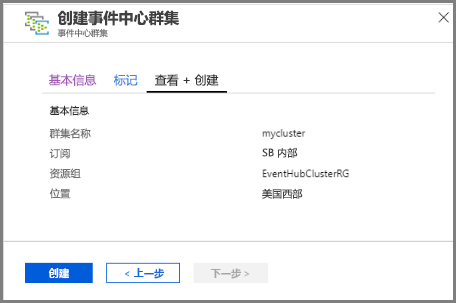 创建事件中心群集
事件中心群集
基本信息 标记 查看 + 创建
基本信息
群集名称 mycluster
订阅 SB 内部
资源组 EventHubClusterRG
位置 美国西部
创建 < 上一步 下一步 >